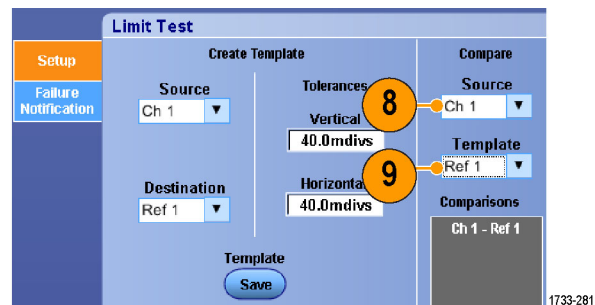 Limit Test
Setup
Failure
Notification
Create Template
Source
Ch 1
Destination
Ref 1
Tolerances
Vertical
40.0mdivs
Horizonta
40.0mdivs
Template
Save
Compare
8
Source
Ch 1
9
Template
Ref 1
Comparisons
Ch 1 - Ref 1
1733-281